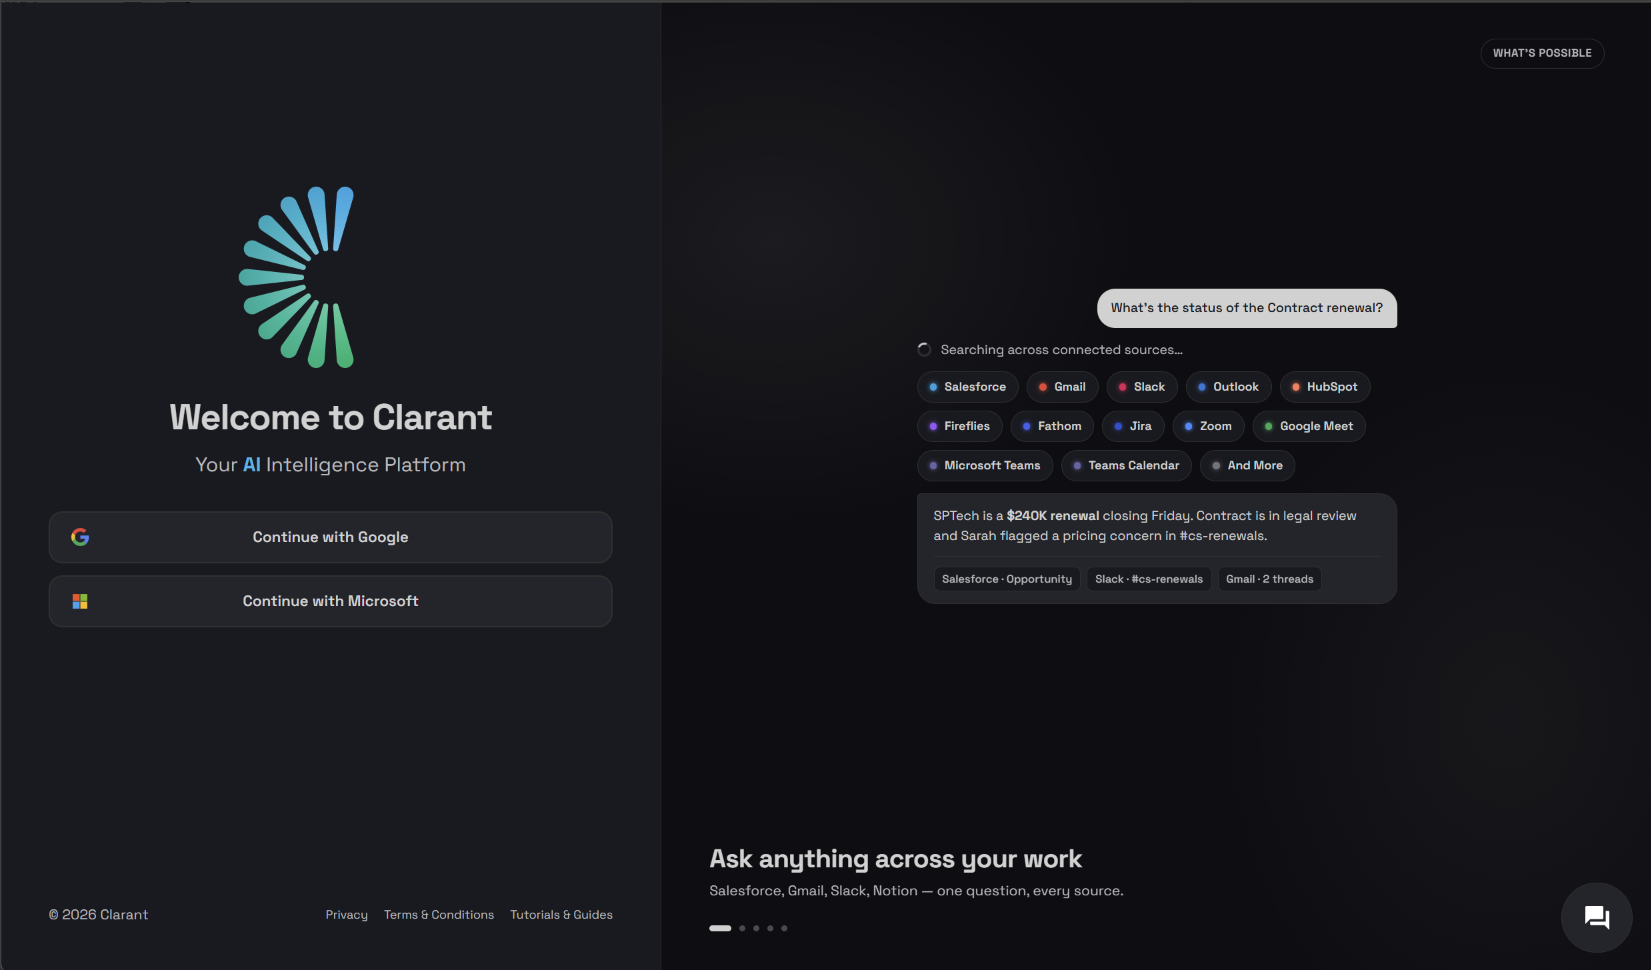 WHAT'S POSSIBLE
Welcome to Clarant
Your AI Intelligence Platform
Continue with Google
Continue with Microsoft
© 2026 Clarant
Privacy
Terms & Conditions
Tutorials & Guides
What's the status of the Contract renewal?
Searching across connected sources...
Salesforce
Gmail
Slack
Outlook
HubSpot
Fireflies
Fathom
Jira
Zoom
Google Meet
Microsoft Teams
Teams Calendar
And More
SPTech is a $240K renewal closing Friday. Contract is in legal review
and Sarah flagged a pricing concern in #cs-renewals.
Salesforce · Opportunity
Slack · #cs-renewals
Gmail · 2 threads
Ask anything across your work
Salesforce, Gmail, Slack, Notion — one question, every source.